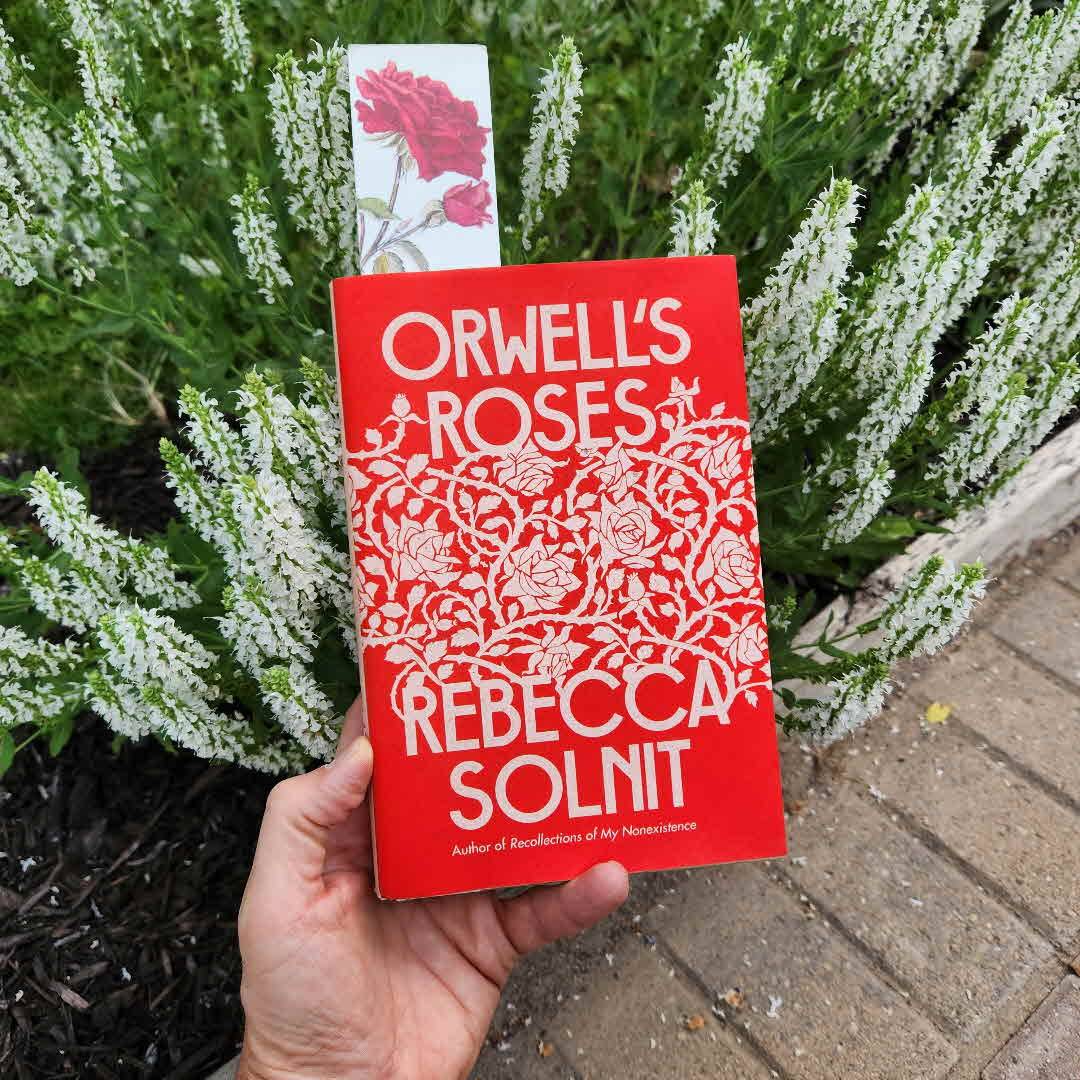 ORWELL'S
ROSES
REBECCA
SOLNIT
Author of Recollections of My Nonexistence